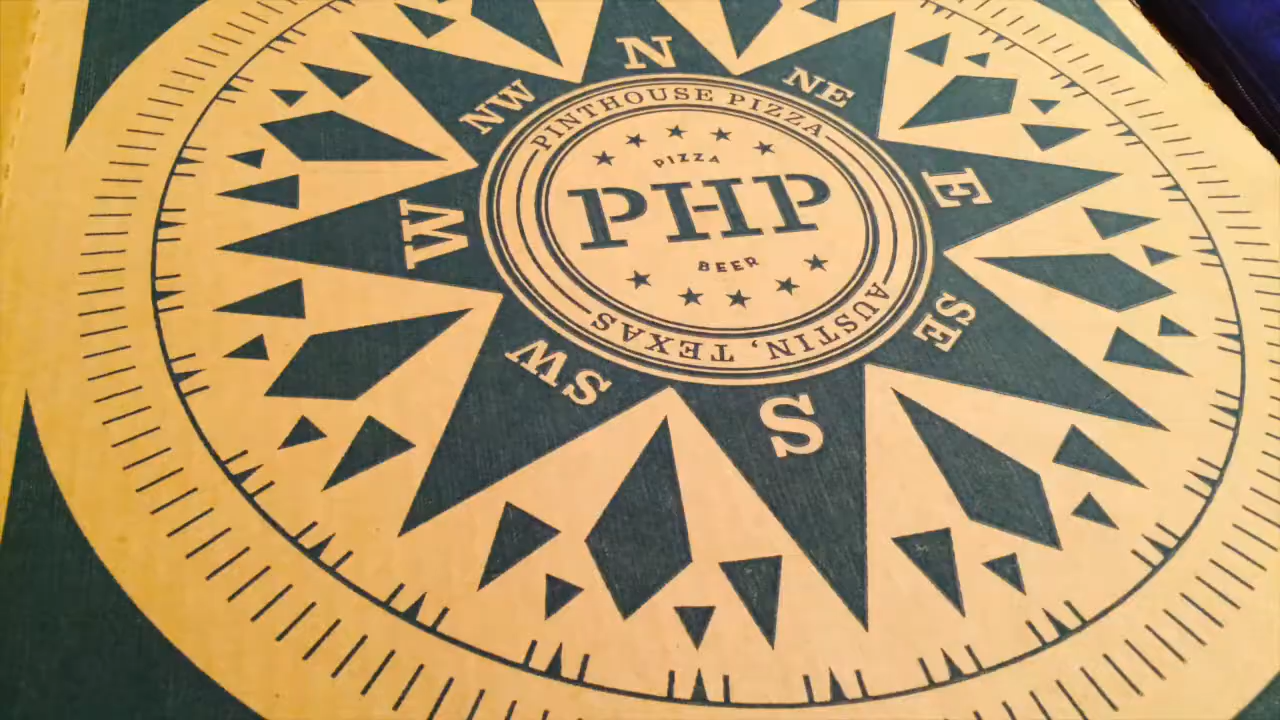 N
NE
E
SE
S
SW
W
NW
PINTHOUSE PIZZA
PIZZA
PHP
BEER
AUSTIN, TEXAS